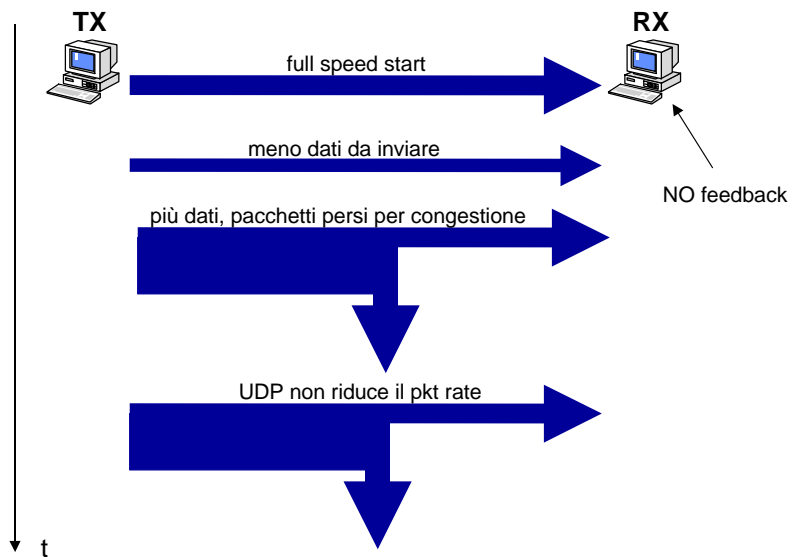 TX
RX
full speed start
meno dati da inviare
NO feedback
più dati, pacchetti persi per congestione
UDP non riduce il pkt rate
t